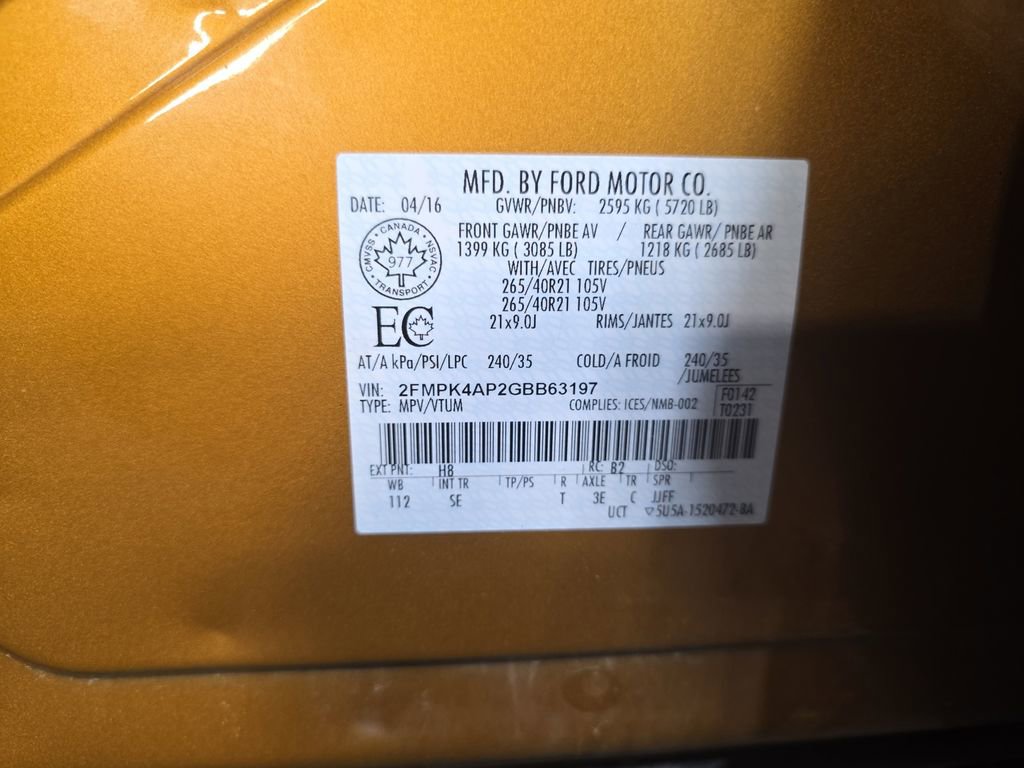 MFD. BY FORD MOTOR CO.
DATE: 04/16 GVWR/PNBV: 2595 KG ( 5720 LB)
FRONT GAWR/PNBE AV / REAR GAWR/ PNBE AR
1399 KG ( 3085 LB) 1218 KG ( 2685 LB)
WITH/AVEC TIRES/PNEUS
265/40R21 105V
265/40R21 105V
21x9.0J RIMS/JANTES 21x9.0J
CANADA
CMVSS 977 NSVAC
TRANSPORT
EC
AT/A kPa/PSI/LPC 240/35 COLD/A FROID 240/35
/JUMELEES
VIN: 2FMPK4AP2GBB63197 F0142
TYPE: MPV/VTUM COMPLIES: ICES/NMB-002 T0231
EXT PNT: H8 RC: B2 DSO:
WB INT TR TP/PS R AXLE TR SPR
112 SE T 3E C JJFF
UCT ▽5U5A-1520472-BA